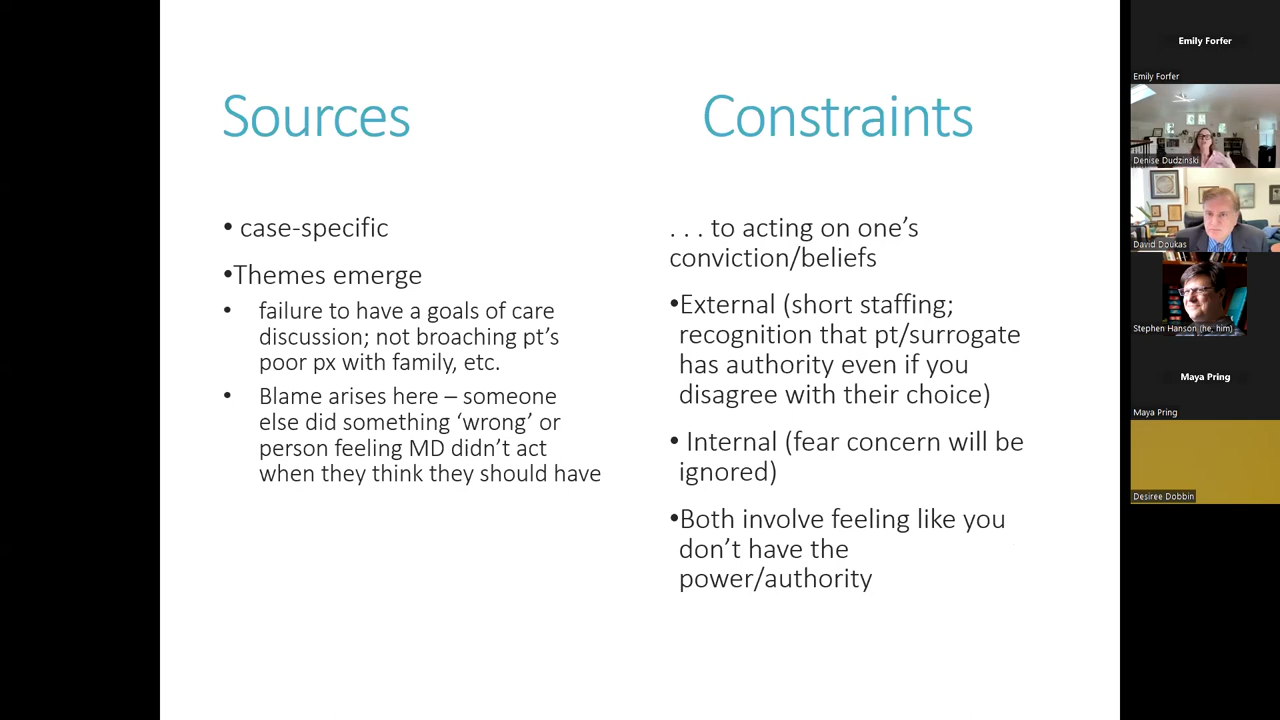 Sources
• case-specific
•Themes emerge
• failure to have a goals of care
discussion; not broaching pt’s
poor px with family, etc.
• Blame arises here – someone
else did something ‘wrong’ or
person feeling MD didn’t act
when they think they should have
Constraints
. . . to acting on one’s
conviction/beliefs
•External (short staffing;
recognition that pt/surrogate
has authority even if you
disagree with their choice)
• Internal (fear concern will be
ignored)
•Both involve feeling like you
don’t have the
power/authority
Emily Forfer
Emily Forfer
Denise Dudzinski
David Doukas
Stephen Hanson (he, him)
Maya Pring
Maya Pring
Desiree Dobbin